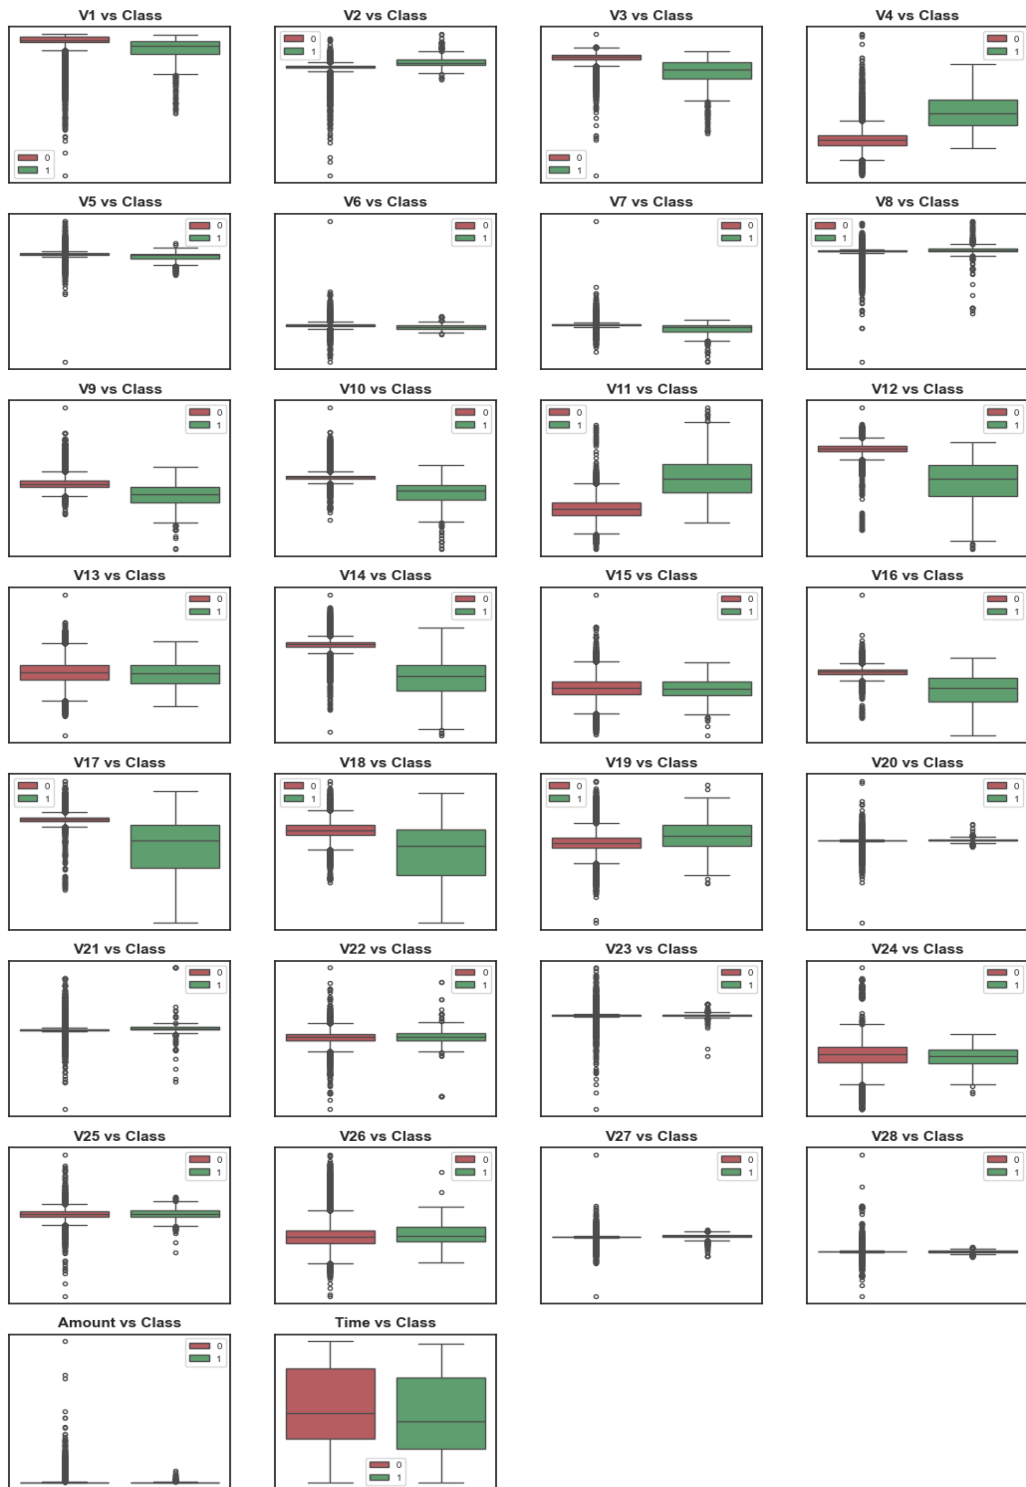 V1 vs Class
0
1
V2 vs Class
0
1
V3 vs Class
0
1
V4 vs Class
0
1
V5 vs Class
0
1
V6 vs Class
0
1
V7 vs Class
0
1
V8 vs Class
0
1
V9 vs Class
0
1
V10 vs Class
0
1
V11 vs Class
0
1
V12 vs Class
0
1
V13 vs Class
0
1
V14 vs Class
0
1
V15 vs Class
0
1
V16 vs Class
0
1
V17 vs Class
0
1
V18 vs Class
0
1
V19 vs Class
0
1
V20 vs Class
0
1
V21 vs Class
0
1
V22 vs Class
0
1
V23 vs Class
0
1
V24 vs Class
0
1
V25 vs Class
0
1
V26 vs Class
0
1
V27 vs Class
0
1
V28 vs Class
0
1
Amount vs Class
0
1
Time vs Class
0
1